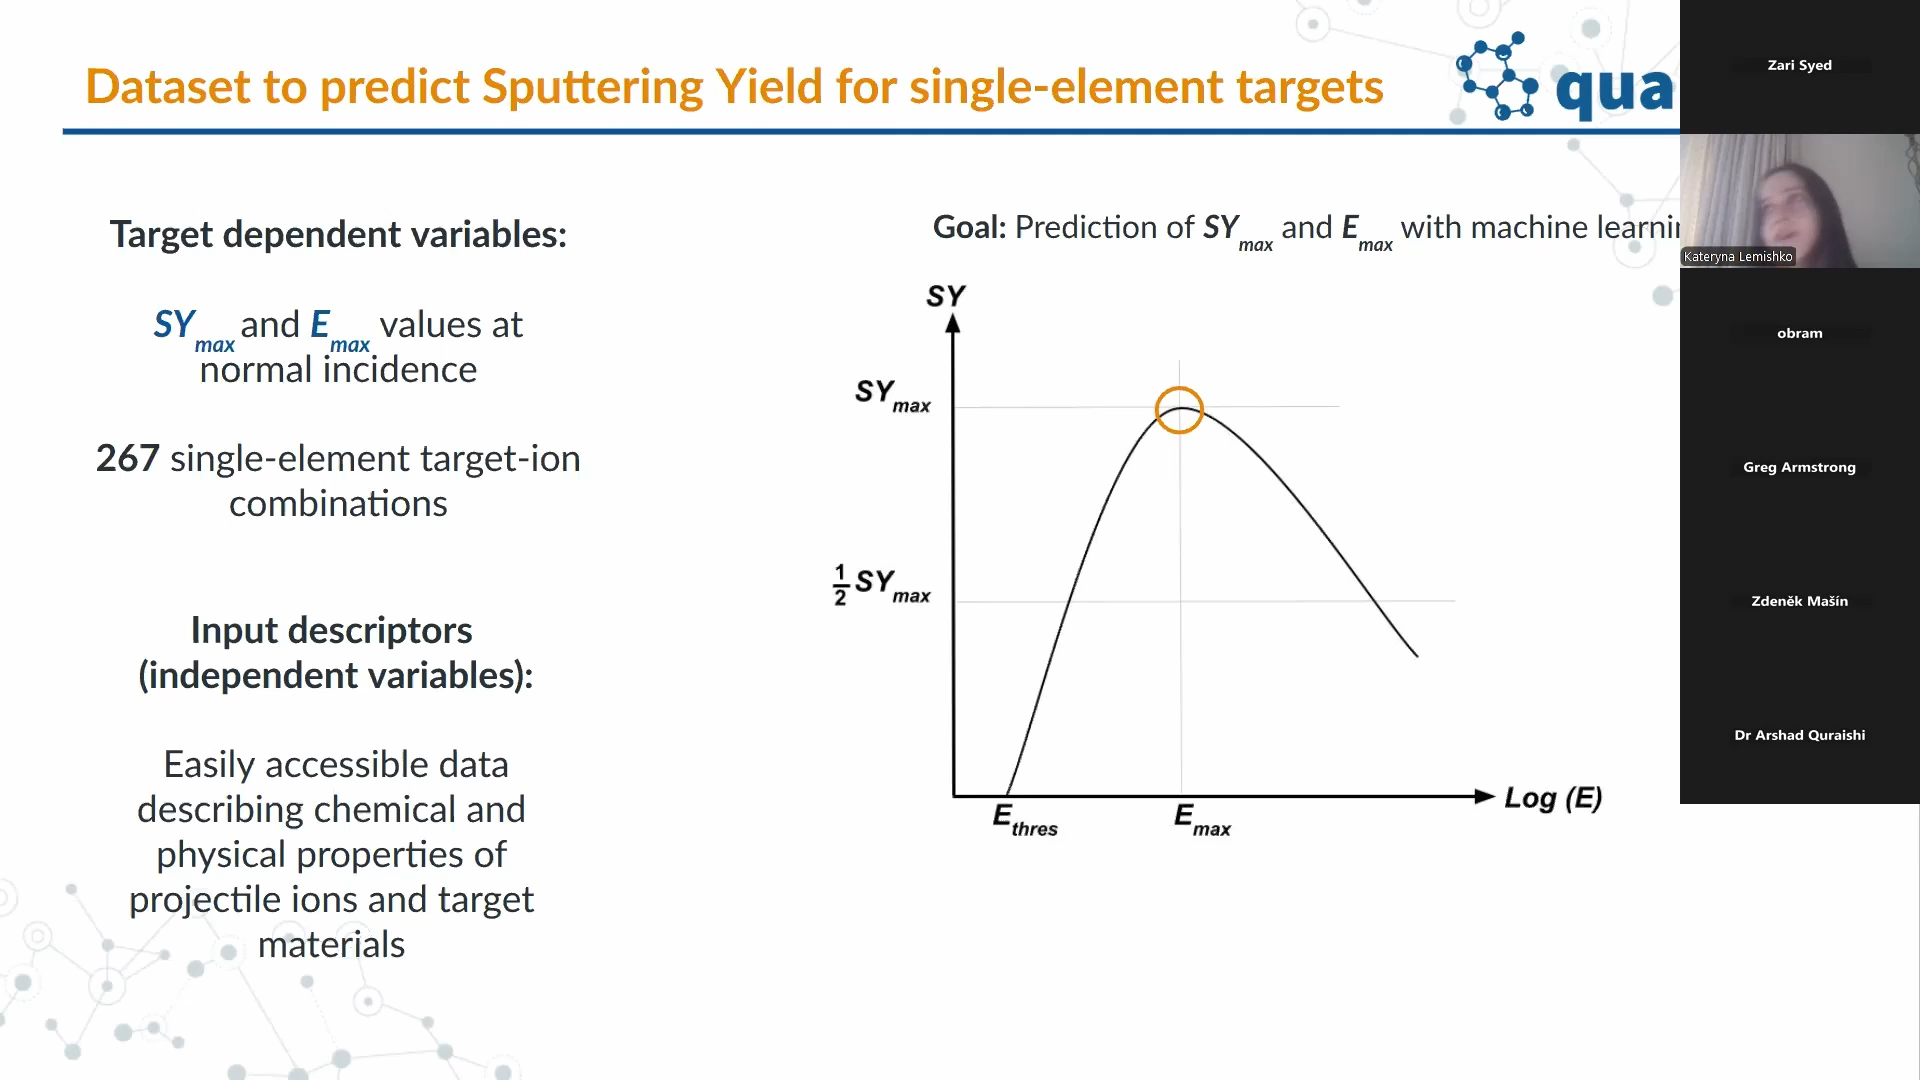 Dataset to predict Sputtering Yield for single-element targets
qua
Target dependent variables:
SYmax and Emax values at
normal incidence
267 single-element target-ion
combinations
Input descriptors
(independent variables):
Easily accessible data
describing chemical and
physical properties of
projectile ions and target
materials
Goal: Prediction of SYmax and Emax with machine learnin
SY
SYmax
1/2 SYmax
Ethres
Emax
Log (E)
Zari Syed
Kateryna Lemishko
obram
Greg Armstrong
Zdeněk Mašín
Dr Arshad Quraishi